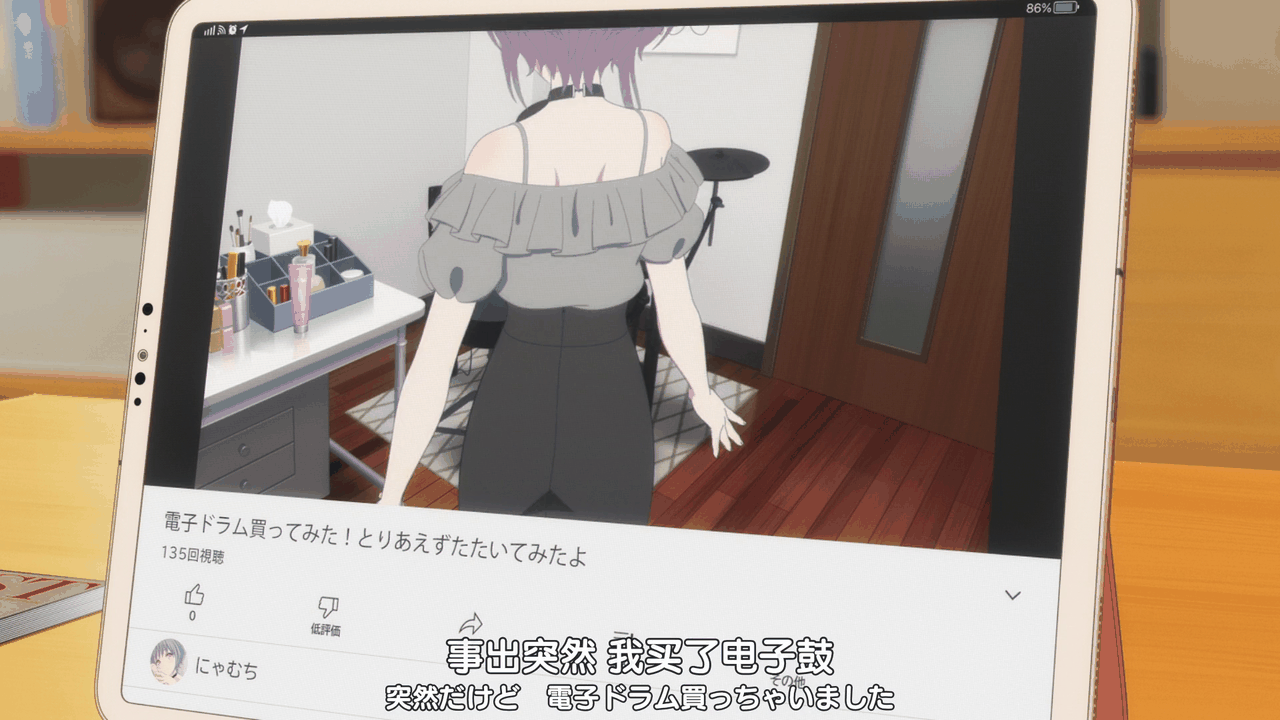 86%
電子ドラム買ってみた!とりあえずたたいてみたよ
135回視聴
0
低評価
その他
にゃむち
事出突然 我买了电子鼓
突然だけど 電子ドラム買っちゃいました